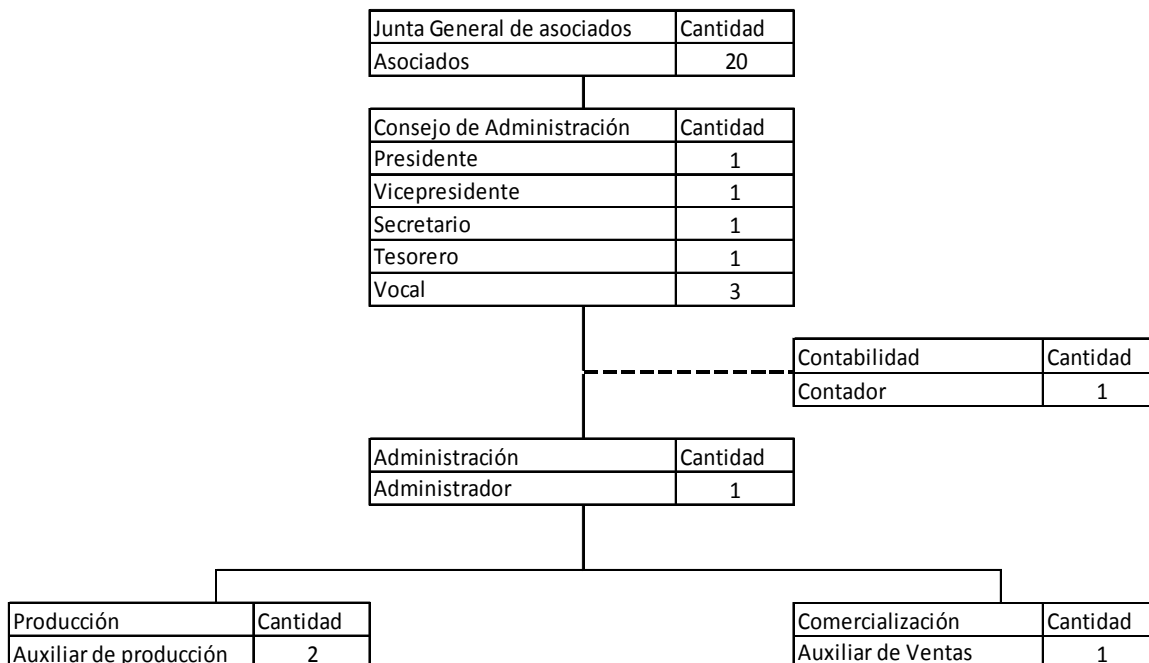 Junta General de asociados Cantidad
Asociados 20
Consejo de Administración Cantidad
Presidente 1
Vicepresidente 1
Secretario 1
Tesorero 1
Vocal 3
Contabilidad Cantidad
Contador 1
Administración Cantidad
Administrador 1
Producción Cantidad
Auxiliar de producción 2
Comercialización Cantidad
Auxiliar de Ventas 1